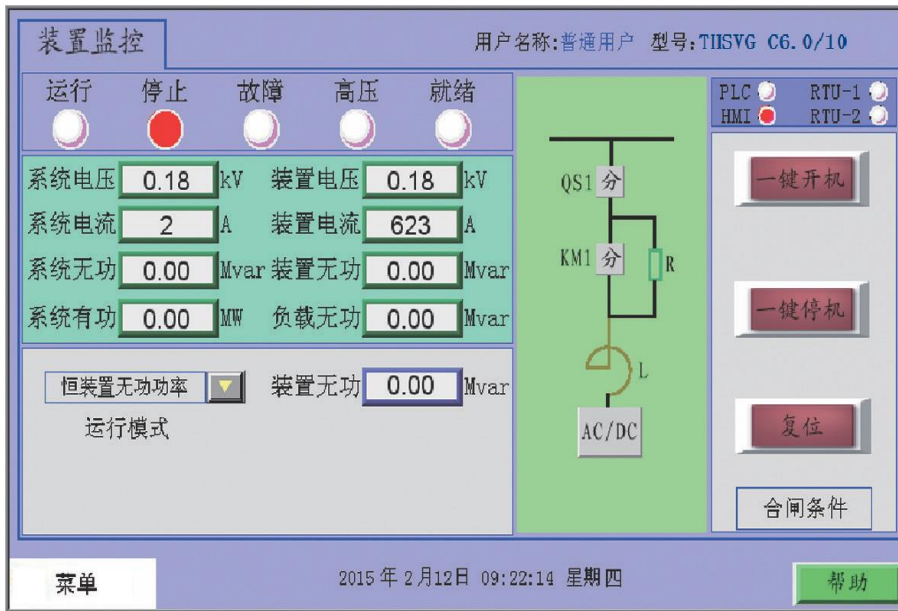 装置监控
用户名称:普通用户 型号:THSVG C6.0/10
运行 停止 故障 高压 就绪
PLC RTU-1
HMI RTU-2
系统电压 0.18 kV 装置电压 0.18 kV
系统电流 2 A 装置电流 623 A
系统无功 0.00 Mvar 装置无功 0.00 Mvar
系统有功 0.00 MW 负载无功 0.00 Mvar
恒装置无功功率 装置无功 0.00 Mvar
运行模式
QS1 分
KM1 分 R
L
AC/DC
一键开机
一键停机
复位
合闸条件
菜单
2015 年 2月12日 09:22:14 星期四
帮助